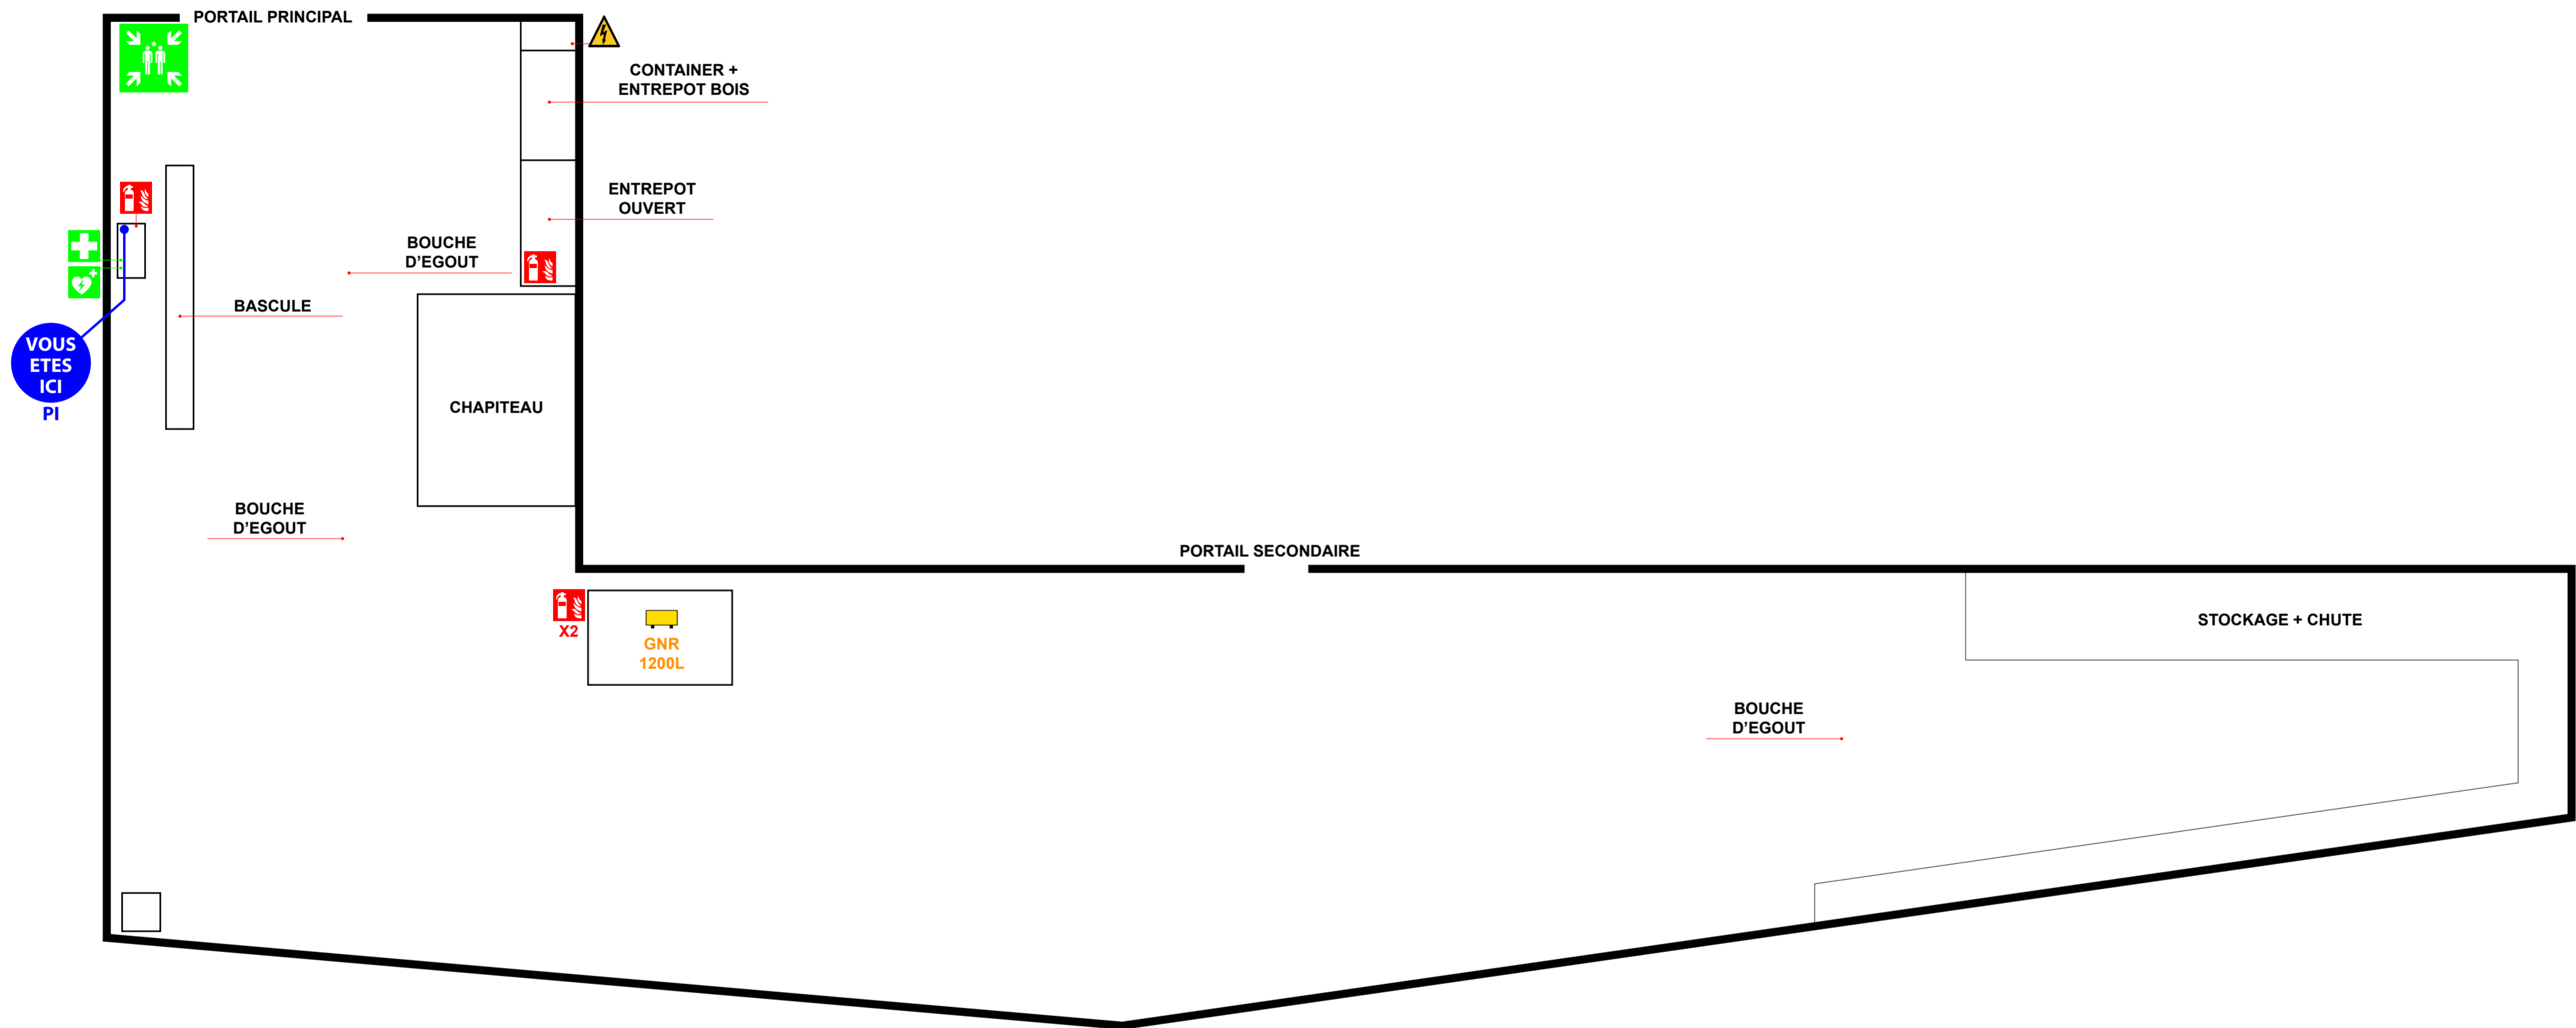 PORTAIL PRINCIPAL
CONTAINER +
ENTREPOT BOIS
ENTREPOT
OUVERT
BOUCHE
D’EGOUT
BASCULE
VOUS
ETES
ICI
PI
CHAPITEAU
BOUCHE
D’EGOUT
PORTAIL SECONDAIRE
X2
GNR
1200L
STOCKAGE + CHUTE
BOUCHE
D’EGOUT